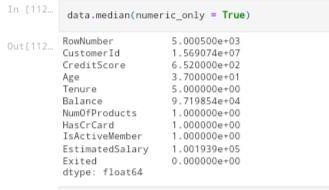 In [112...
data.median(numeric_only = True)
Out[112...
RowNumber 5.000500e+03
CustomerId 1.569074e+07
CreditScore 6.520000e+02
Age 3.700000e+01
Tenure 5.000000e+00
Balance 9.719854e+04
NumOfProducts 1.000000e+00
HasCrCard 1.000000e+00
IsActiveMember 1.000000e+00
EstimatedSalary 1.001939e+05
Exited 0.000000e+00
dtype: float64